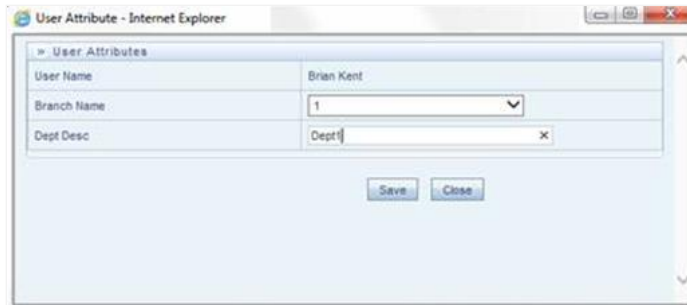 User Attribute - Internet Explorer
» User Attributes
User Name Brian Kent
Branch Name 1
Dept Desc Dept1
Save Close